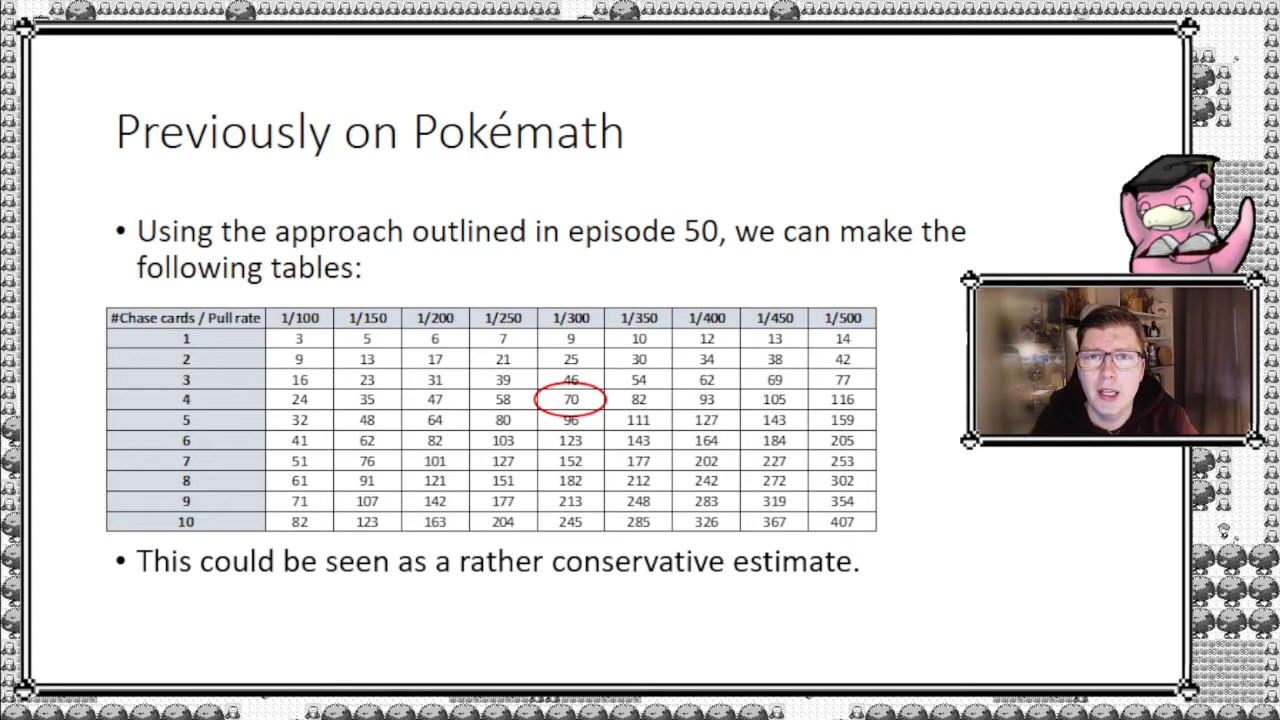 Previously on Pokémath
• Using the approach outlined in episode 50, we can make the
following tables:
#Chase cards / Pull rate 1/100 1/150 1/200 1/250 1/300 1/350 1/400 1/450 1/500
1 3 5 6 7 9 10 12 13 14
2 9 13 17 21 25 30 34 38 42
3 16 23 31 39 46 54 62 69 77
4 24 35 47 58 70 82 93 105 116
5 32 48 64 80 96 111 127 143 159
6 41 62 82 103 123 143 164 184 205
7 51 76 101 127 152 177 202 227 253
8 61 91 121 151 182 212 242 272 302
9 71 107 142 177 213 248 283 319 354
10 82 123 163 204 245 285 326 367 407
• This could be seen as a rather conservative estimate.